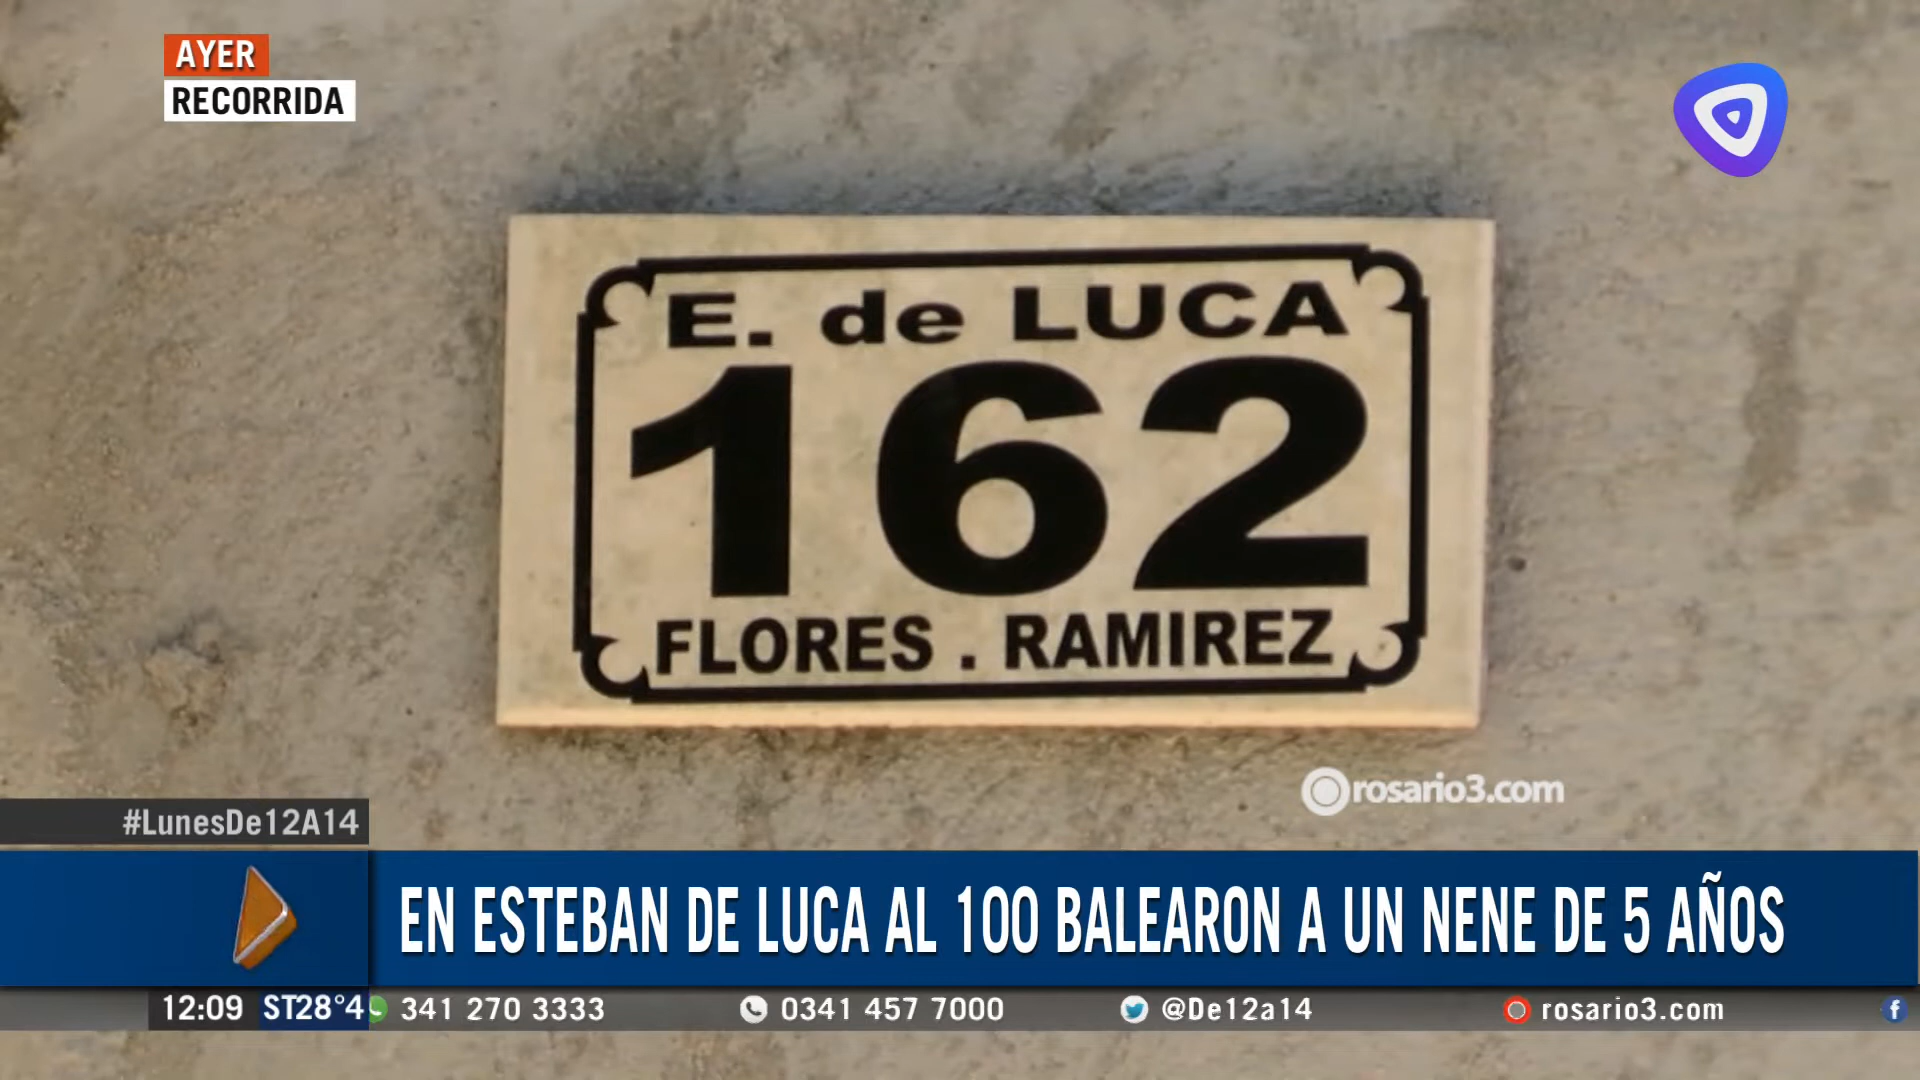 AYER
RECORRIDA
E. de LUCA
162
FLORES . RAMIREZ
rosario3.com
#LunesDe12A14
EN ESTEBAN DE LUCA AL 100 BALEARON A UN NENE DE 5 AÑOS
12:09 ST28°4 341 270 3333 0341 457 7000 @De12a14 rosario3.com